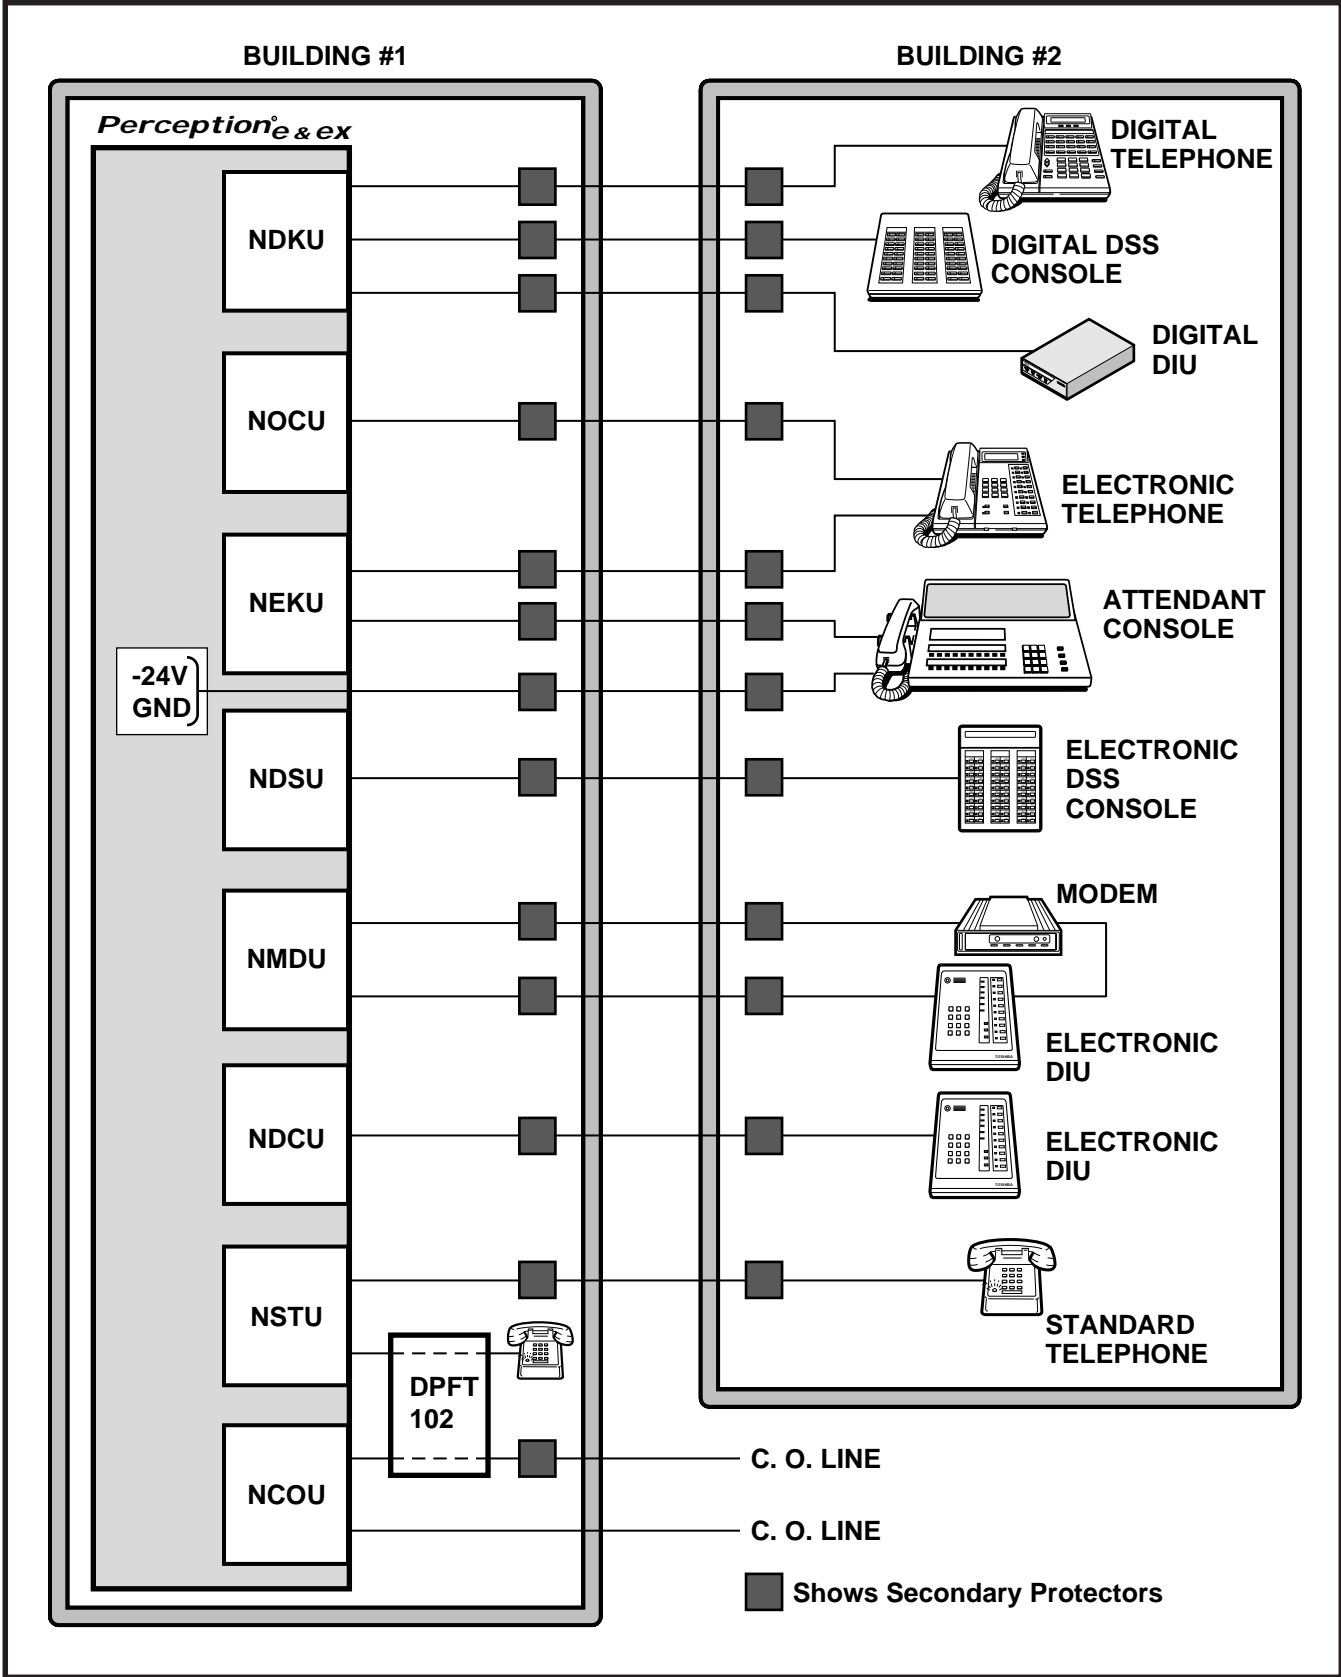 BUILDING #1
BUILDING #2
Perception e & ex
DIGITAL
TELEPHONE
NDKU
DIGITAL DSS
CONSOLE
DIGITAL
DIU
NOCU
ELECTRONIC
TELEPHONE
NEKU
ATTENDANT
CONSOLE
-24V
GND
NDSU
ELECTRONIC
DSS
CONSOLE
MODEM
NMDU
TOSHIBA
ELECTRONIC
DIU
NDCU
ELECTRONIC
DIU
TOSHIBA
NSTU
STANDARD
TELEPHONE
DPFT
102
C. O. LINE
NCOU
C. O. LINE
Shows Secondary Protectors